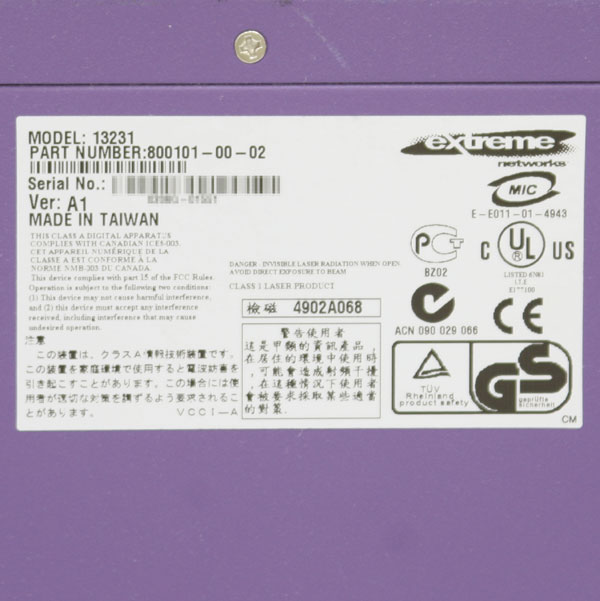 MODEL: 13231
PART NUMBER:800101-00-02
Serial No.:
Ver: A1
MADE IN TAIWAN
THIS CLASS A DIGITAL APPARATUS
COMPLIES WITH CANADIAN ICES-003.
CET APPAREIL NUMÉRIQUE DE LA
CLASSE A EST CONFORME À LA
NORME NMB-003 DU CANADA.
This device complies with part 15 of the FCC Rules.
Operation is subject to the following two conditions:
(1) This device may not cause harmful interference,
and (2) this device must accept any interference
received, including interference that may cause
undesired operation.
注意
この装置は、クラスA情報技術装置です。
この装置を家庭環境で使用すると電波妨害を
引き起こすことがあります。この場合には使
用者が適切な対策を講ずるよう要求されるこ
とがあります。 VCCI-A
DANGER - INVISIBLE LASER RADIATION WHEN OPEN.
AVOID DIRECT EXPOSURE TO BEAM
CLASS 1 LASER PRODUCT
檢磁 4902A068
警告使用者
這是甲類的資訊產品,
在居住的環境中使用時,
可能會造成射頻干擾,
在這種情況下使用者
會被要求採取某些適當
的對策.
extreme
networks
MIC
E-E011-01-4943
PCT
BZ02
C UL US
LISTED
I.T.E.
ACN 090 029 066
CE
TÜV
Rheinland
product safety
GS
geprüfte
Sicherheit
CM